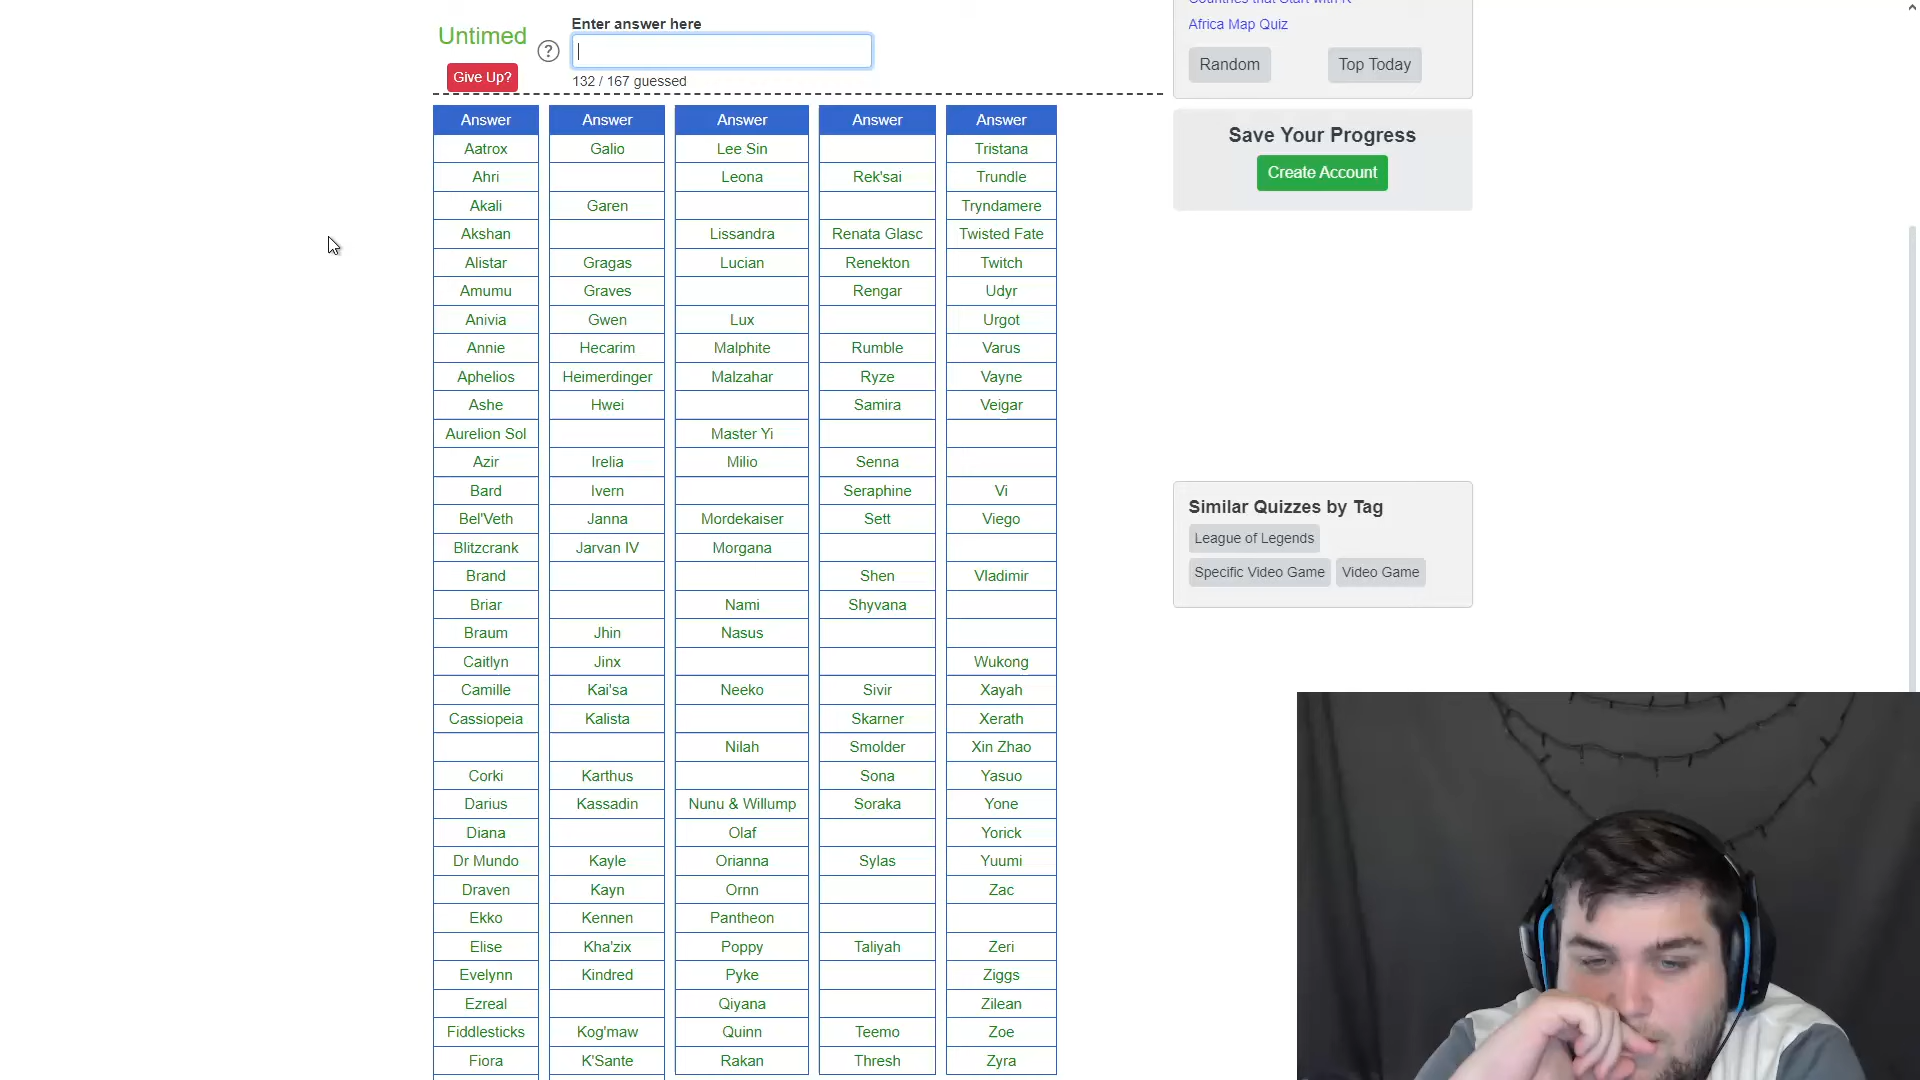 Countries that Start with K
Untimed
Enter answer here
Africa Map Quiz
?
Give Up?
132 / 167 guessed
Random
Top Today
Answer Answer Answer Answer Answer
Save Your Progress
Create Account
Aatrox Galio Lee Sin Tristana
Ahri Leona Rek'sai Trundle
Akali Garen Tryndamere
Akshan Lissandra Renata Glasc Twisted Fate
Alistar Gragas Lucian Renekton Twitch
Amumu Graves Rengar Udyr
Anivia Gwen Lux Urgot
Annie Hecarim Malphite Rumble Varus
Aphelios Heimerdinger Malzahar Ryze Vayne
Ashe Hwei Samira Veigar
Aurelion Sol Master Yi
Azir Irelia Milio Senna
Bard Ivern Seraphine Vi
Bel'Veth Janna Mordekaiser Sett Viego
Blitzcrank Jarvan IV Morgana
Brand Shen Vladimir
Briar Nami Shyvana
Braum Jhin Nasus
Caitlyn Jinx Wukong
Camille Kai'sa Neeko Sivir Xayah
Cassiopeia Kalista Skarner Xerath
Nilah Smolder Xin Zhao
Corki Karthus Sona Yasuo
Darius Kassadin Nunu & Willump Soraka Yone
Diana Olaf Yorick
Dr Mundo Kayle Orianna Sylas Yuumi
Draven Kayn Ornn Zac
Ekko Kennen Pantheon
Elise Kha'zix Poppy Taliyah Zeri
Evelynn Kindred Pyke Ziggs
Ezreal Qiyana Zilean
Fiddlesticks Kog'maw Quinn Teemo Zoe
Fiora K'Sante Rakan Thresh Zyra
Similar Quizzes by Tag
League of Legends
Specific Video Game
Video Game